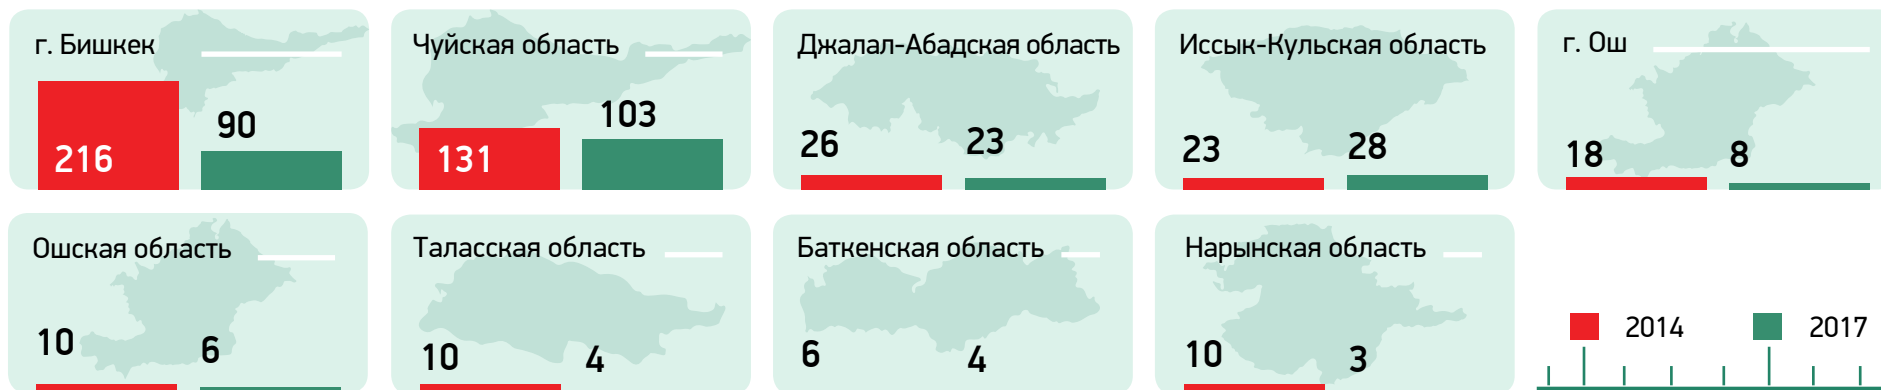 г. Бишкек
216
90
Чуйская область
131
103
Джалал-Абадская область
26
23
Иссык-Кульская область
23
28
г. Ош
18
8
Ошская область
10
6
Таласская область
10
4
Баткенская область
6
4
Нарынская область
10
3
2014
2017